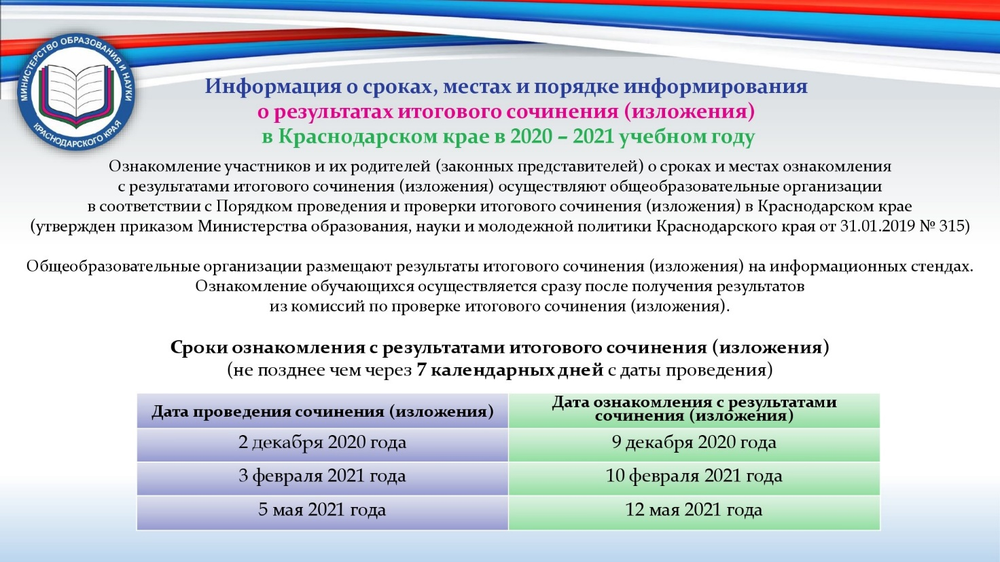 МИНИСТЕРСТВО ОБРАЗОВАНИЯ И НАУКИ
КРАСНОДАРСКОГО КРАЯ
Информация о сроках, местах и порядке информирования
о результатах итогового сочинения (изложения)
в Краснодарском крае в 2020 – 2021 учебном году
Ознакомление участников и их родителей (законных представителей) о сроках и местах ознакомления
с результатами итогового сочинения (изложения) осуществляют общеобразовательные организации
в соответствии с Порядком проведения и проверки итогового сочинения (изложения) в Краснодарском крае
(утвержден приказом Министерства образования, науки и молодежной политики Краснодарского края от 31.01.2019 № 315)
Общеобразовательные организации размещают результаты итогового сочинения (изложения) на информационных стендах.
Ознакомление обучающихся осуществляется сразу после получения результатов
из комиссий по проверке итогового сочинения (изложения).
Сроки ознакомления с результатами итогового сочинения (изложения)
(не позднее чем через 7 календарных дней с даты проведения)
Дата проведения сочинения (изложения)
Дата ознакомления с результатами
сочинения (изложения)
2 декабря 2020 года
9 декабря 2020 года
3 февраля 2021 года
10 февраля 2021 года
5 мая 2021 года
12 мая 2021 года